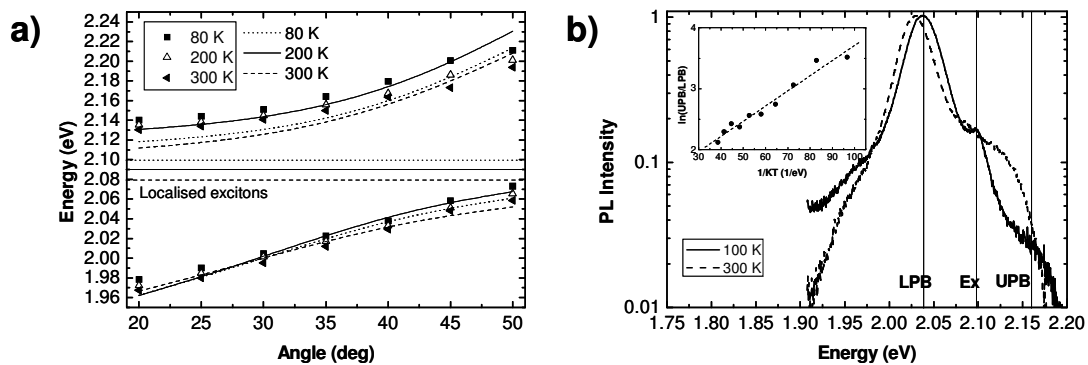 a)
80 K
200 K
300 K
80 K
200 K
300 K
2.24
2.22
2.20
2.18
2.16
2.14
2.12
2.10
2.08
2.06
2.04
2.02
2.00
1.98
1.96
Energy (eV)
Localised excitons
20 25 30 35 40 45 50
Angle (deg)
b)
1
0.1
0.01
PL Intensity
4
3
2
ln(UPB/LPB)
30 40 50 60 70 80 90 100
1/KT (1/eV)
100 K
300 K
LPB Ex UPB
1.75 1.80 1.85 1.90 1.95 2.00 2.05 2.10 2.15 2.20
Energy (eV)